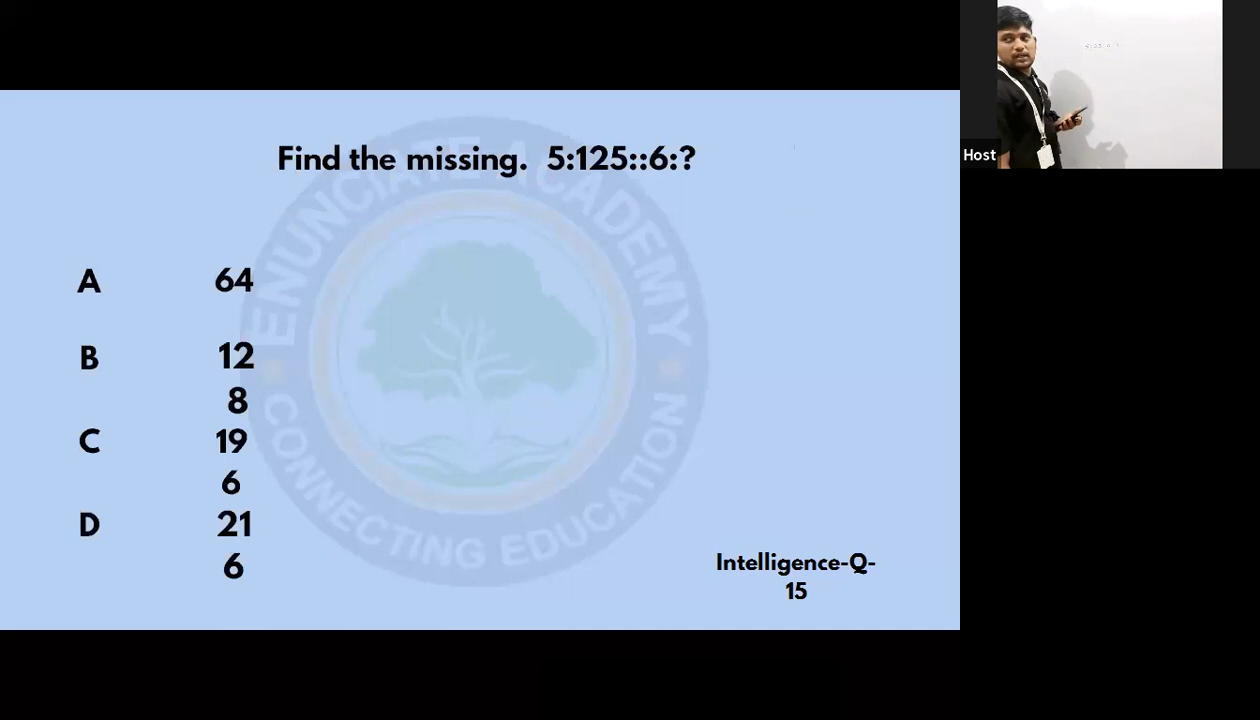 Find the missing. 5:125::6:?
A 64
B 12
8
C 19
6
D 21
6
Intelligence-Q-
15
ENUNCIATE ACADEMY
CONNECTING EDUCATION
Host